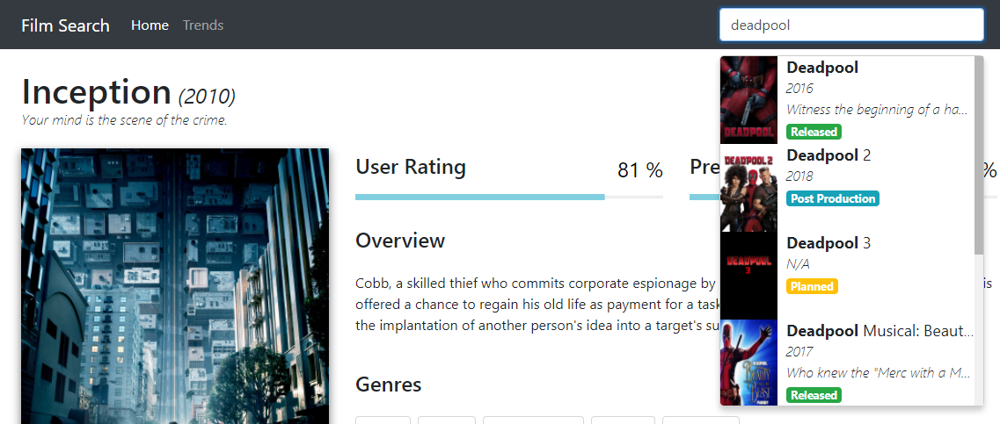 Film Search Home Trends deadpool
Inception (2010)
Your mind is the scene of the crime.
User Rating 81 %
Pre
%
Overview
Cobb, a skilled thief who commits corporate espionage by
is
offered a chance to regain his old life as payment for a task
the implantation of another person's idea into a target's su
Genres
Deadpool
2016
Witness the beginning of a ha...
Released
DEADPOOL
Deadpool 2
2018
Post Production
DEADPOOL 2
Deadpool 3
N/A
Planned
DEADPOOL
3
Deadpool Musical: Beaut...
2017
Who knew the "Merc with a M...
Released